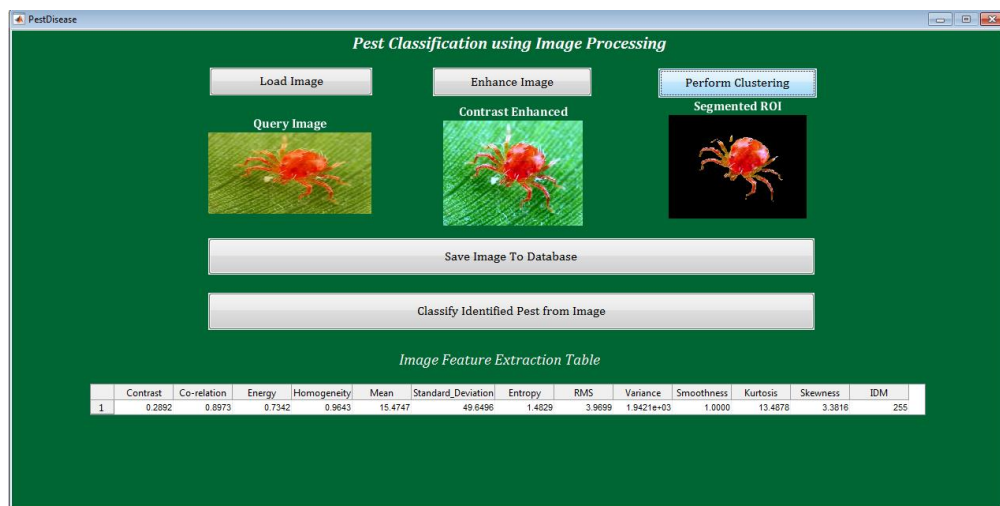 PestDisease
Pest Classification using Image Processing
Load Image
Enhance Image
Perform Clustering
Query Image
Contrast Enhanced
Segmented ROI
Save Image To Database
Classify Identified Pest from Image
Image Feature Extraction Table
Contrast Co-relation Energy Homogeneity Mean Standard_Deviation Entropy RMS Variance Smoothness Kurtosis Skewness IDM
1 0.2892 0.8973 0.7342 0.9643 15.4747 49.6496 1.4829 3.9699 1.9421e+03 1.0000 13.4878 3.3816 255